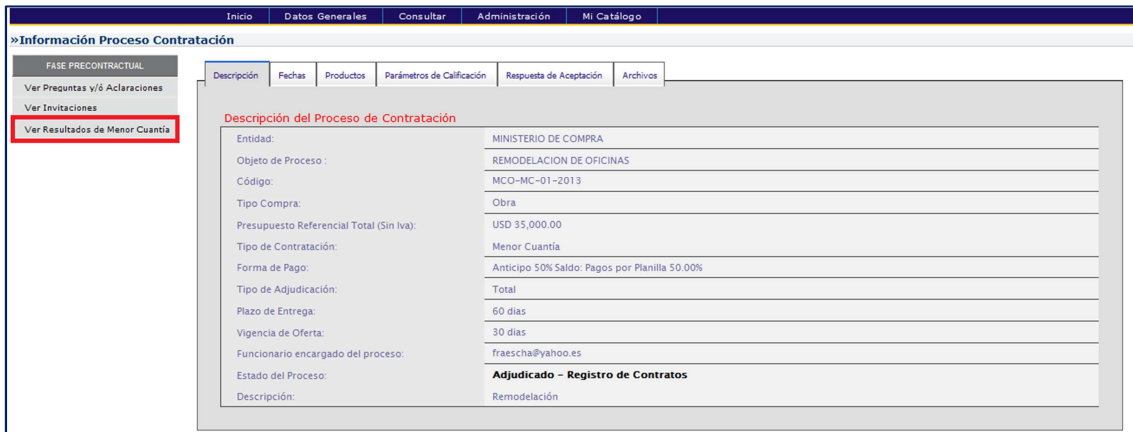 Inicio Datos Generales Consultar Administración Mi Catálogo
»Información Proceso Contratación
FASE PRECONTRACTUAL
Ver Preguntas y/ó Aclaraciones
Ver Invitaciones
Ver Resultados de Menor Cuantía
Descripción Fechas Productos Parámetros de Calificación Respuesta de Aceptación Archivos
Descripción del Proceso de Contratación
Entidad: MINISTERIO DE COMPRA
Objeto de Proceso : REMODELACION DE OFICINAS
Código: MCO-MC-01-2013
Tipo Compra: Obra
Presupuesto Referencial Total (Sin Iva): USD 35,000.00
Tipo de Contratación: Menor Cuantía
Forma de Pago: Anticipo 50% Saldo: Pagos por Planilla 50.00%
Tipo de Adjudicación: Total
Plazo de Entrega: 60 dias
Vigencia de Oferta: 30 dias
Funcionario encargado del proceso: fraescha@yahoo.es
Estado del Proceso: Adjudicado - Registro de Contratos
Descripción: Remodelación